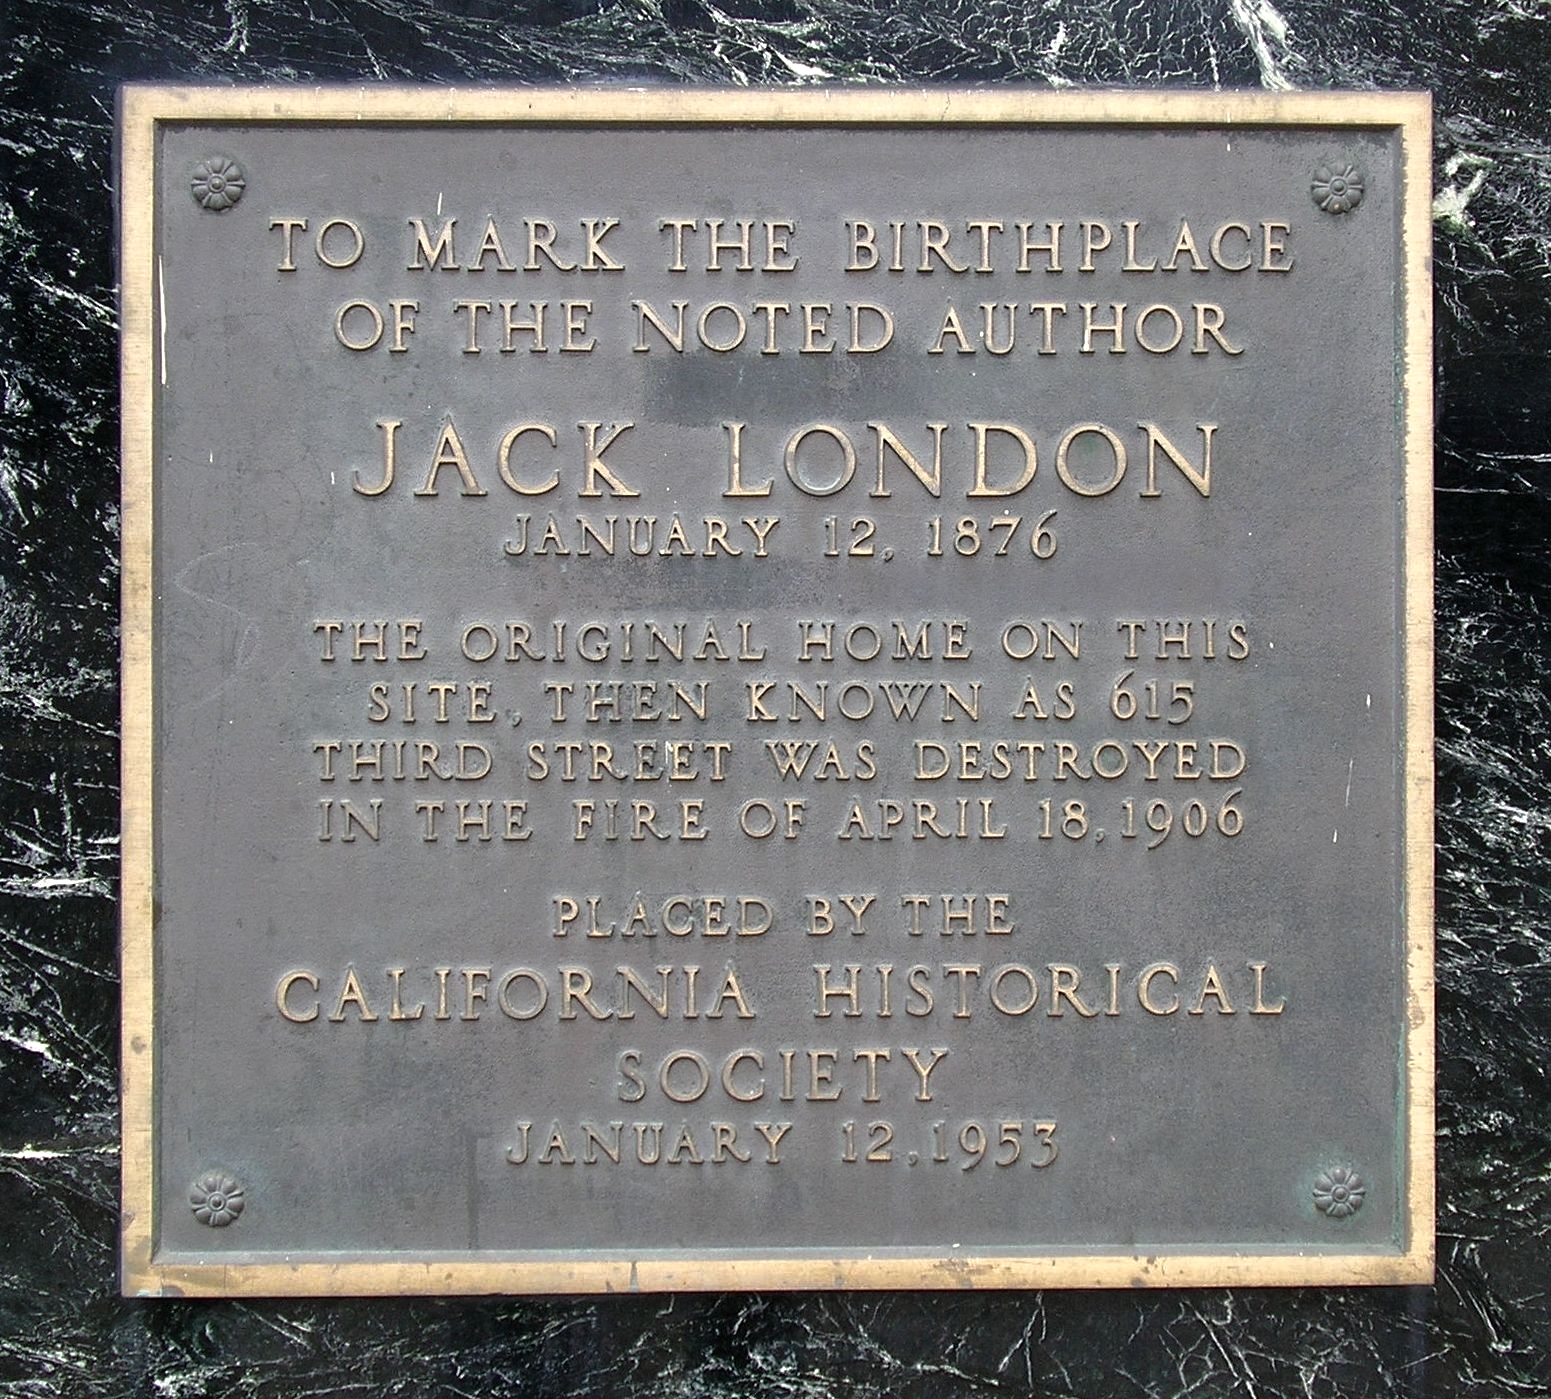 TO MARK THE BIRTHPLACE
OF THE NOTED AUTHOR
JACK LONDON
JANUARY 12, 1876
THE ORIGINAL HOME ON THIS
SITE, THEN KNOWN AS 615
THIRD STREET WAS DESTROYED
IN THE FIRE OF APRIL 18, 1906
PLACED BY THE
CALIFORNIA HISTORICAL
SOCIETY
JANUARY 12, 1953